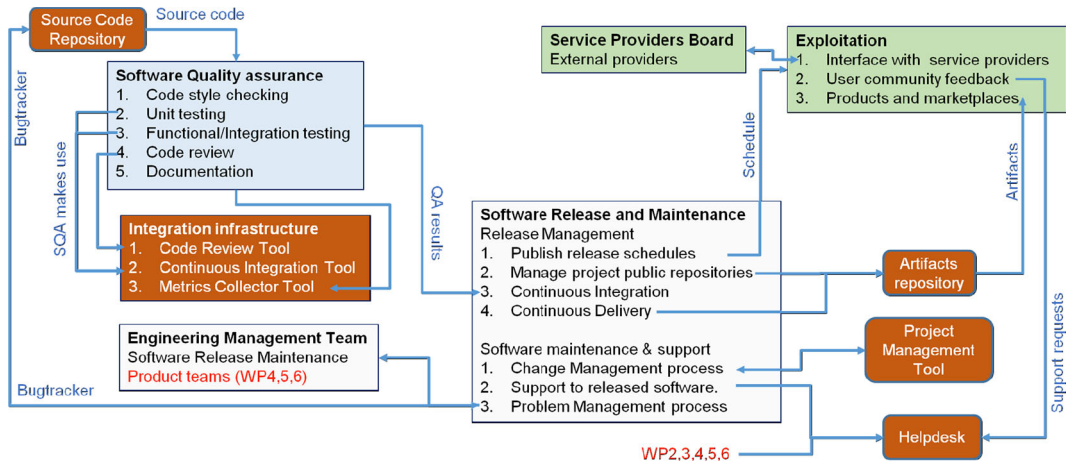 Source Code
Repository
Source code
Bugtracker
Software Quality assurance
1. Code style checking
2. Unit testing
3. Functional/Integration testing
4. Code review
5. Documentation
SQA makes use
Integration infrastructure
1. Code Review Tool
2. Continuous Integration Tool
3. Metrics Collector Tool
QA results
Engineering Management Team
Software Release Maintenance
Product teams (WP4,5,6)
Bugtracker
Service Providers Board
External providers
Exploitation
1. Interface with service providers
2. User community feedback
3. Products and marketplaces
Schedule
Artifacts
Support requests
Software Release and Maintenance
Release Management
1. Publish release schedules
2. Manage project public repositories
3. Continuous Integration
4. Continuous Delivery
Software maintenance & support
1. Change Management process
2. Support to released software.
3. Problem Management process
Artifacts
repository
Project
Management
Tool
Helpdesk
WP2,3,4,5,6